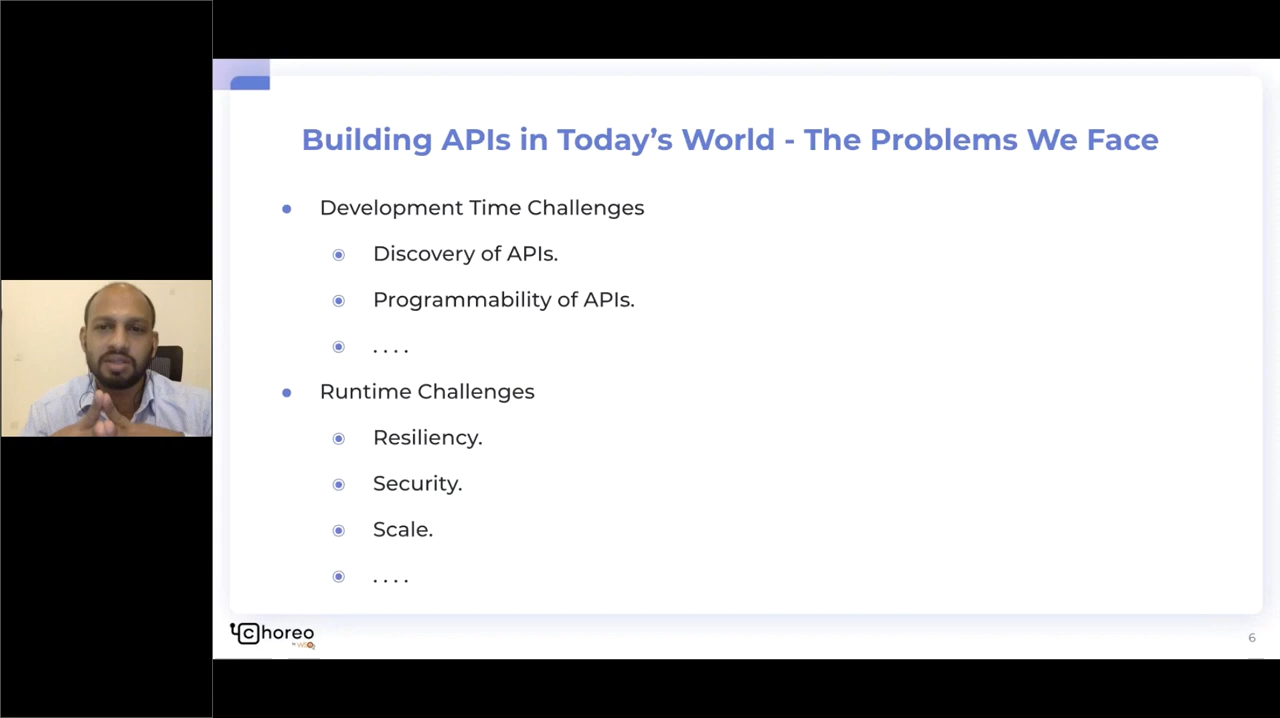 Building APIs in Today’s World - The Problems We Face
Development Time Challenges
Discovery of APIs.
Programmability of APIs.
. . . .
Runtime Challenges
Resiliency.
Security.
Scale.
. . . .
choreo
6